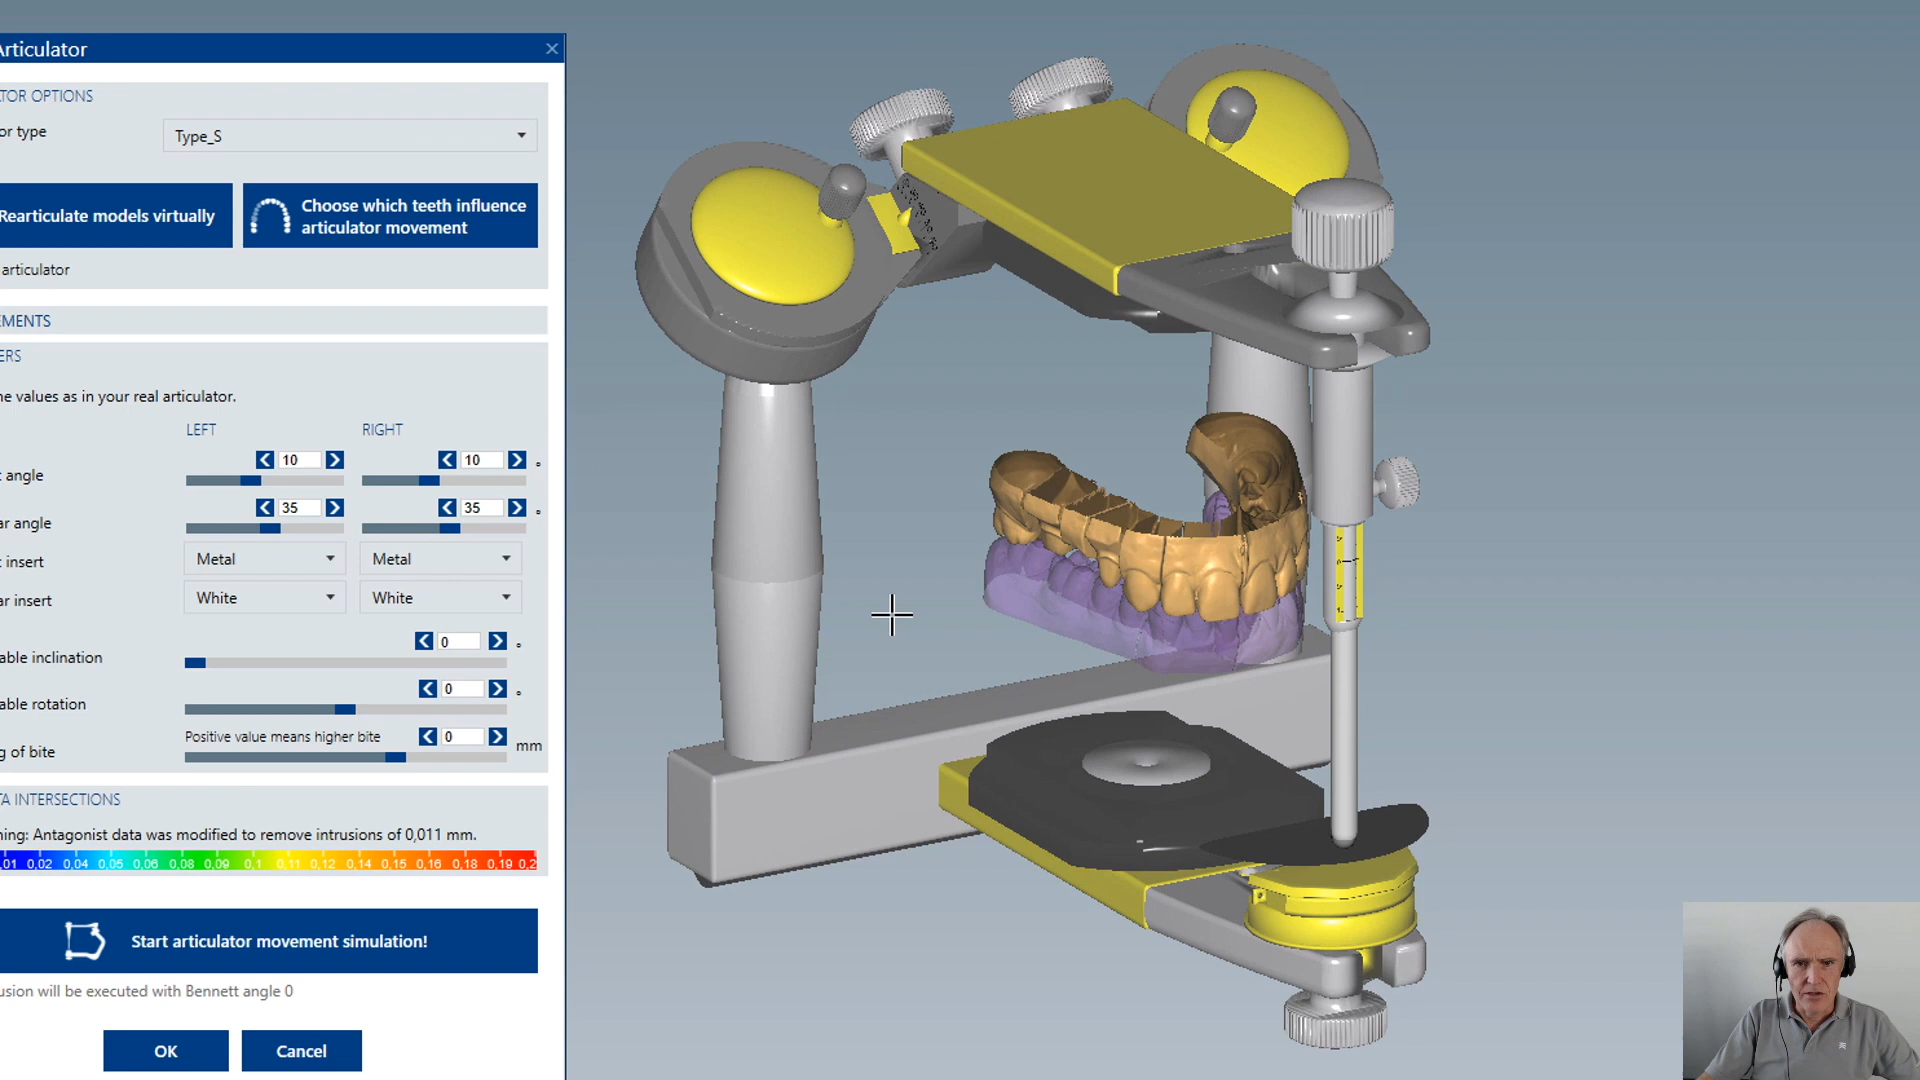 Articulator
TOR OPTIONS
or type
Type_S
Rearticulate models virtually
Choose which teeth influence
articulator movement
articulator
EMENTS
ERS
ne values as in your real articulator.
LEFT RIGHT
10 10 °
t angle
35 35 °
ar angle
t insert Metal Metal
ar insert White White
0 °
able inclination
0 °
able rotation
Positive value means higher bite 0 mm
g of bite
TA INTERSECTIONS
ning: Antagonist data was modified to remove intrusions of 0,011 mm.
01 0,02 0,04 0,05 0,06 0,08 0,09 0,1 0,11 0,12 0,14 0,15 0,16 0,18 0,19 0,2
Start articulator movement simulation!
usion will be executed with Bennett angle 0
OK Cancel